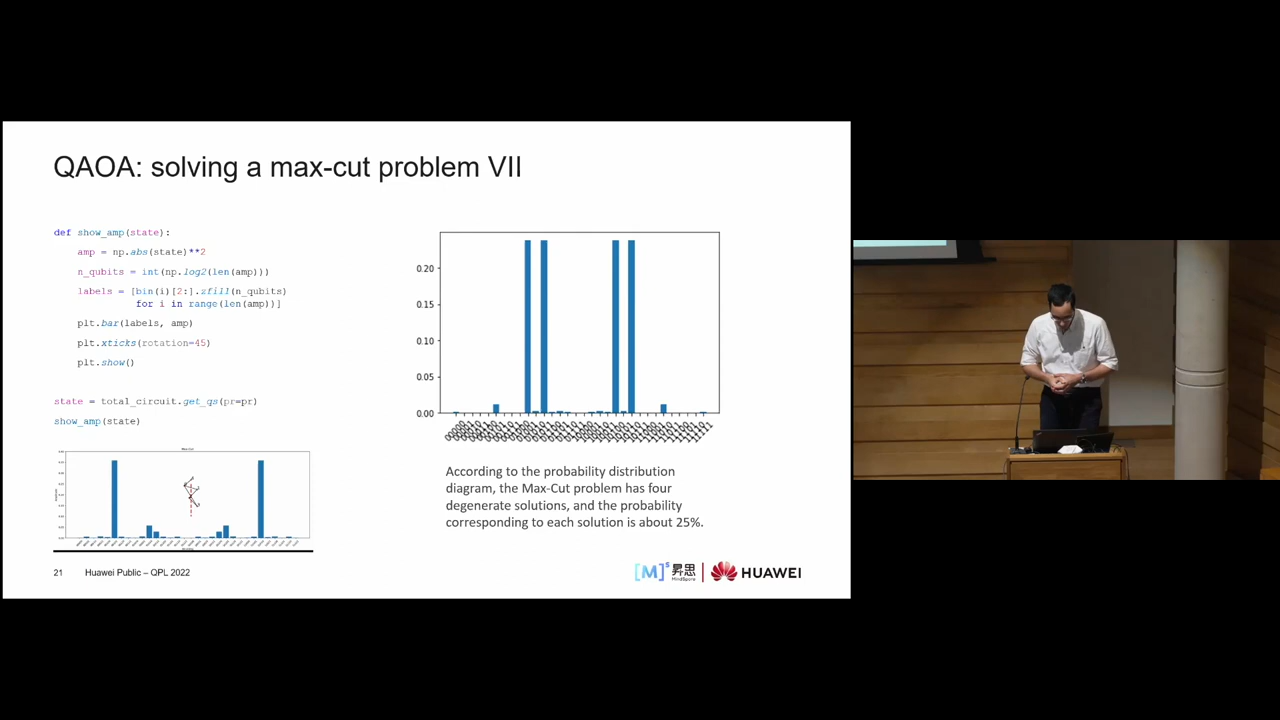 QAOA: solving a max-cut problem VII
def show_amp(state):
amp = np.abs(state)**2
n_qubits = int(np.log2(len(amp)))
labels = [bin(i)[2:].zfill(n_qubits)
for i in range(len(amp))]
plt.bar(labels, amp)
plt.xticks(rotation=45)
plt.show()
state = total_circuit.get_qs(pr=pr)
show_amp(state)
0.20
0.15
0.10
0.05
0.00
According to the probability distribution
diagram, the Max-Cut problem has four
degenerate solutions, and the probability
corresponding to each solution is about 25%.
21 Huawei Public – QPL 2022
[M]s 昇思 MindSpore HUAWEI